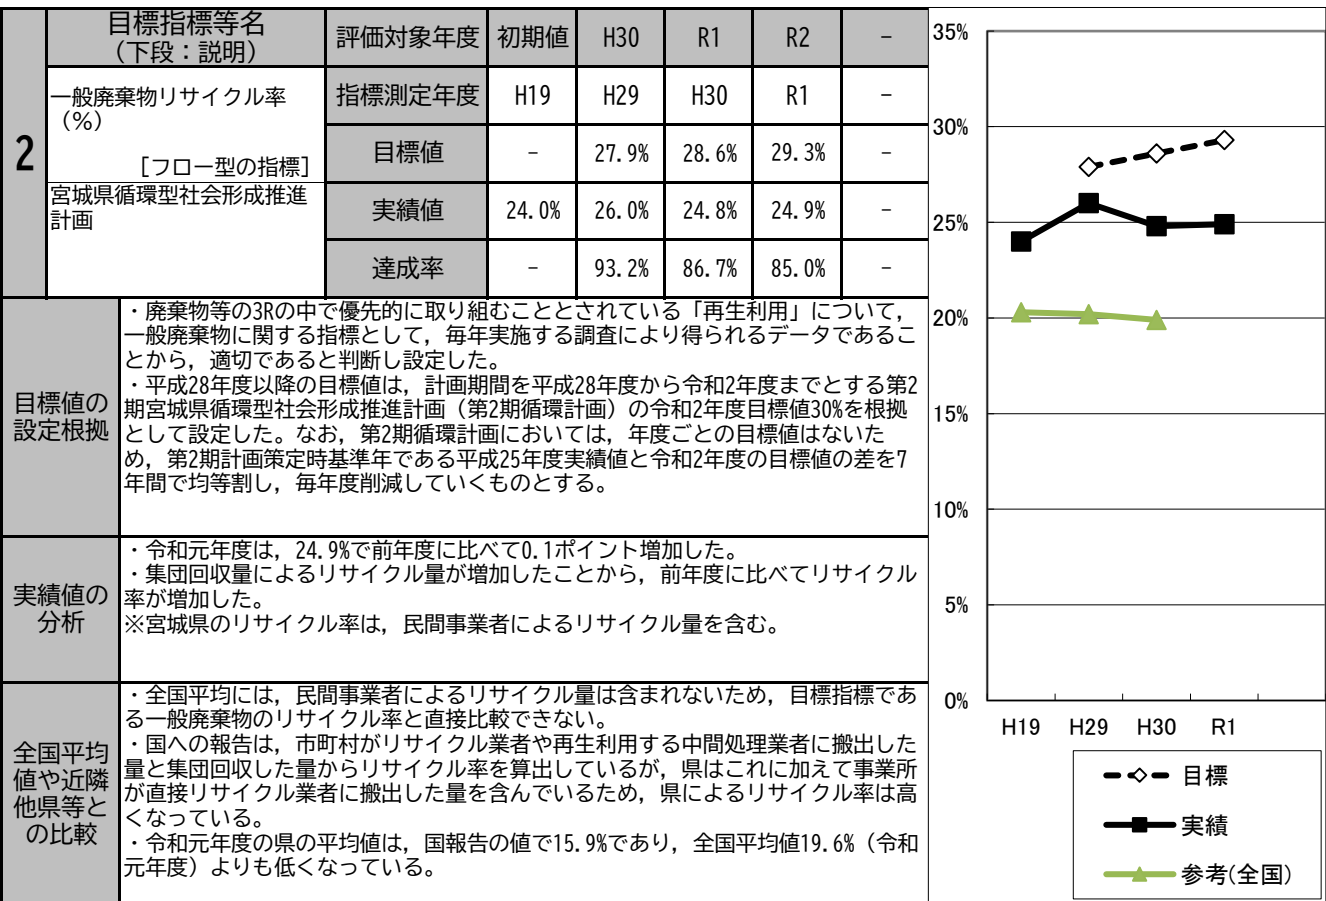 2
目標指標等名
（下段：説明）
評価対象年度 初期値 H30 R1 R2 －
一般廃棄物リサイクル率
（%）
［フロー型の指標］
指標測定年度 H19 H29 H30 R1 －
目標値 － 27.9% 28.6% 29.3% －
宮城県循環型社会形成推進
計画
実績値 24.0% 26.0% 24.8% 24.9% －
達成率 － 93.2% 86.7% 85.0% －
目標値の
設定根拠
・廃棄物等の3Rの中で優先的に取り組むこととされている「再生利用」について，
一般廃棄物に関する指標として，毎年実施する調査により得られるデータであるこ
とから，適切であると判断し設定した。
・平成28年度以降の目標値は，計画期間を平成28年度から令和2年度までとする第2
期宮城県循環型社会形成推進計画（第2期循環計画）の令和2年度目標値30%を根拠
として設定した。なお，第2期循環計画においては，年度ごとの目標値はないた
め，第2期計画策定時基準年である平成25年度実績値と令和2年度の目標値の差を7
年間で均等割し，毎年度削減していくものとする。
実績値の
分析
・令和元年度は，24.9%で前年度に比べて0.1ポイント増加した。
・集団回収量によるリサイクル量が増加したことから，前年度に比べてリサイクル
率が増加した。
※宮城県のリサイクル率は，民間事業者によるリサイクル量を含む。
全国平均
値や近隣
他県等と
の比較
・全国平均には，民間事業者によるリサイクル量は含まれないため，目標指標であ
る一般廃棄物のリサイクル率と直接比較できない。
・国への報告は，市町村がリサイクル業者や再生利用する中間処理業者に搬出した
量と集団回収した量からリサイクル率を算出しているが，県はこれに加えて事業所
が直接リサイクル業者に搬出した量を含んでいるため，県によるリサイクル率は高
くなっている。
・令和元年度の県の平均値は，国報告の値で15.9%であり，全国平均値19.6%（令和
元年度）よりも低くなっている。
35%
30%
25%
20%
15%
10%
5%
0%
H19 H29 H30 R1
目標
実績
参考(全国)